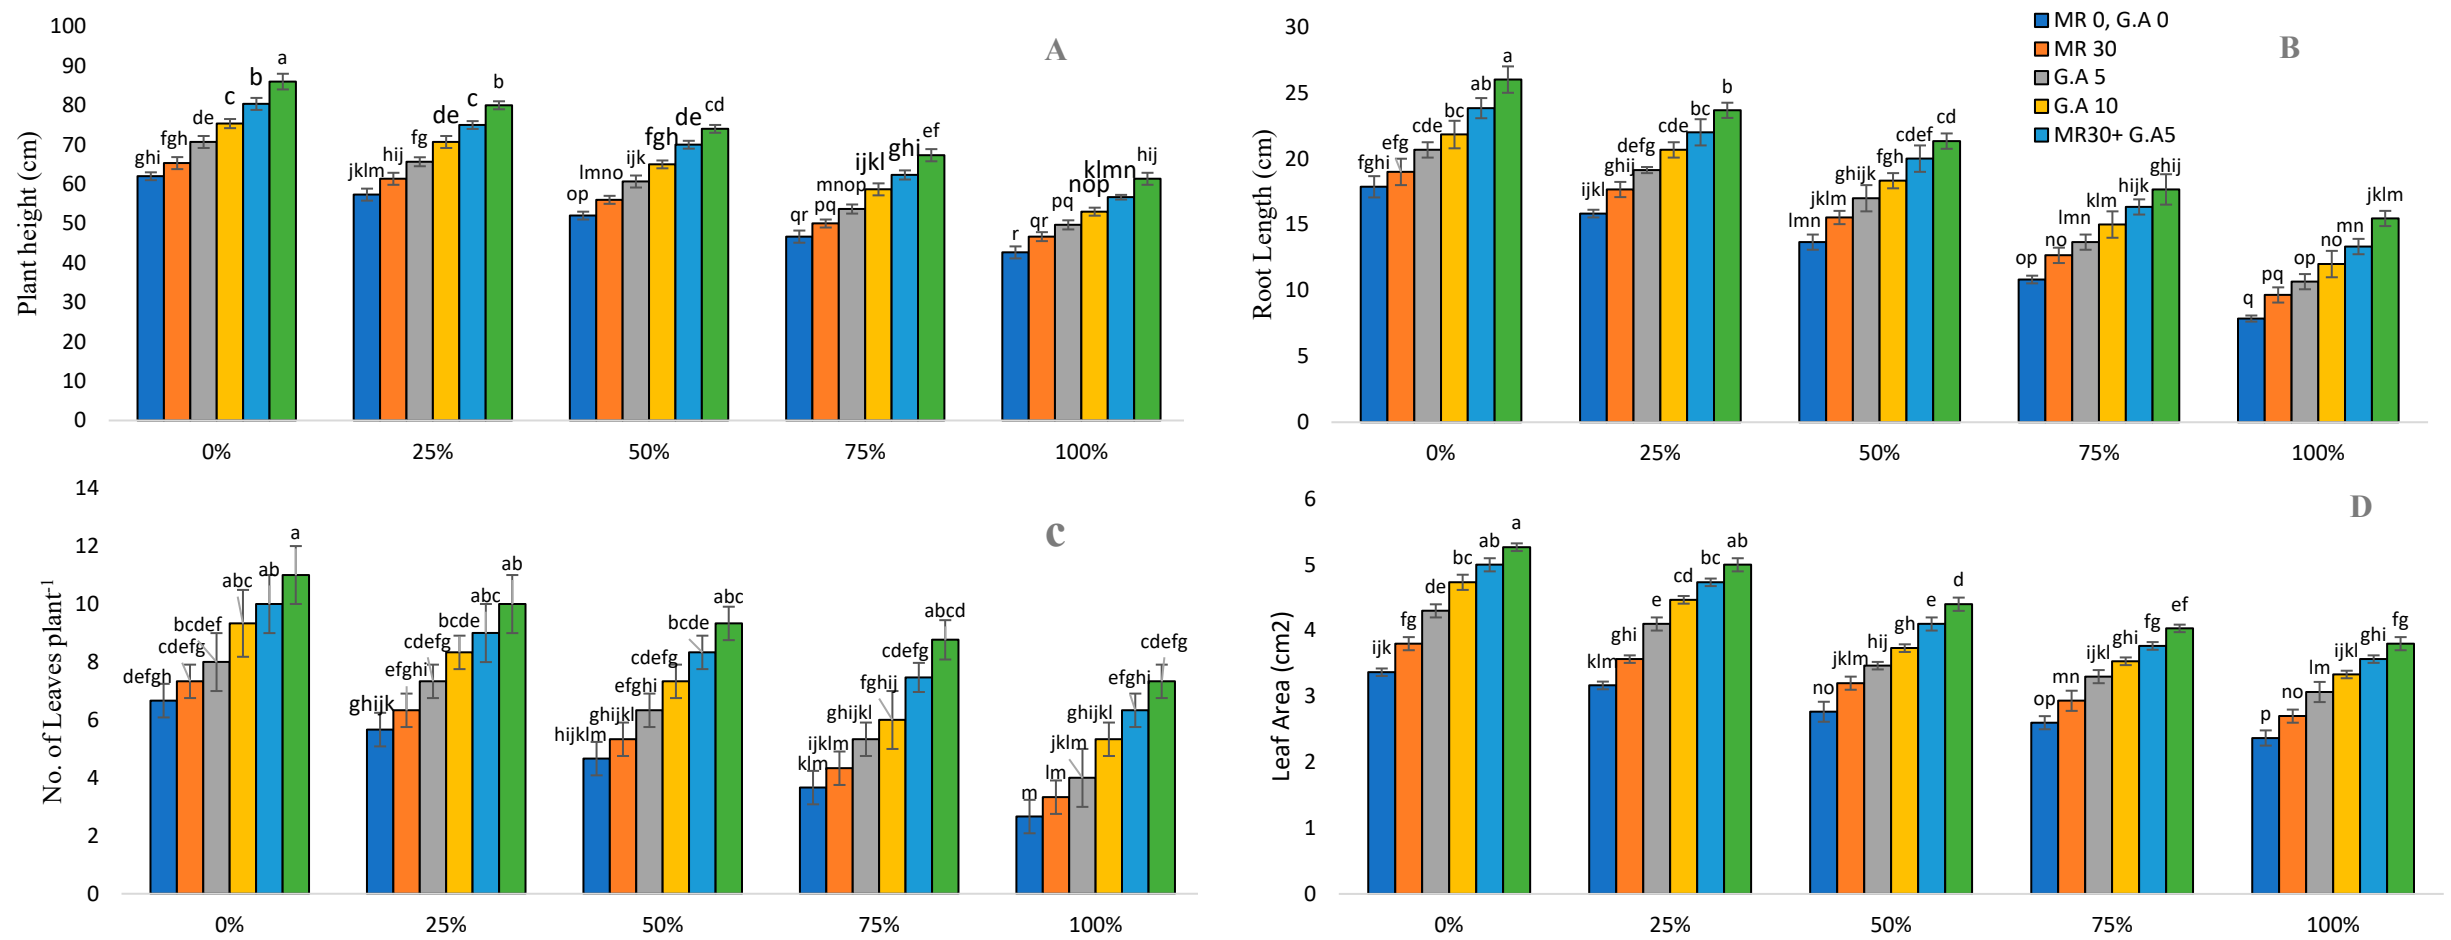 100
90
80
70
60
50
40
30
20
10
0
Plant height (cm)
A
ghi fgh de c b a
jklm hij fg de c b
op lmno ijk fgh de cd
qr pq mnop ijkl ghi ef
r qr pq nop klmn hij
0% 25% 50% 75% 100%
30
25
20
15
10
5
0
Root Length (cm)
B
MR 0, G.A 0
MR 30
G.A 5
G.A 10
MR30+ G.A5
fghi efg cde bc ab a
ijkl ghij defg cde bc b
lmn jklm ghijk fgh cdef cd
op no lmn klm hijk ghij
q pq op no mn jklm
0% 25% 50% 75% 100%
14
12
10
8
6
4
2
0
No. of Leaves plant-1
c
defgh cdefg bcdef abc ab a
ghijk efghi cdefg bcde abc ab
hijklm ghijkl efghi cdefg bcde abc
klm ijklm ghijkl fghij cdefg abcd
m lm jklm ghijkl efghi cdefg
0% 25% 50% 75% 100%
6
5
4
3
2
1
0
Leaf Area (cm2)
D
ijk fg de bc ab a
klm ghi e cd bc ab
no jklm hij gh e d
op mn ijkl ghi fg ef
p no lm ijkl ghi fg
0% 25% 50% 75% 100%